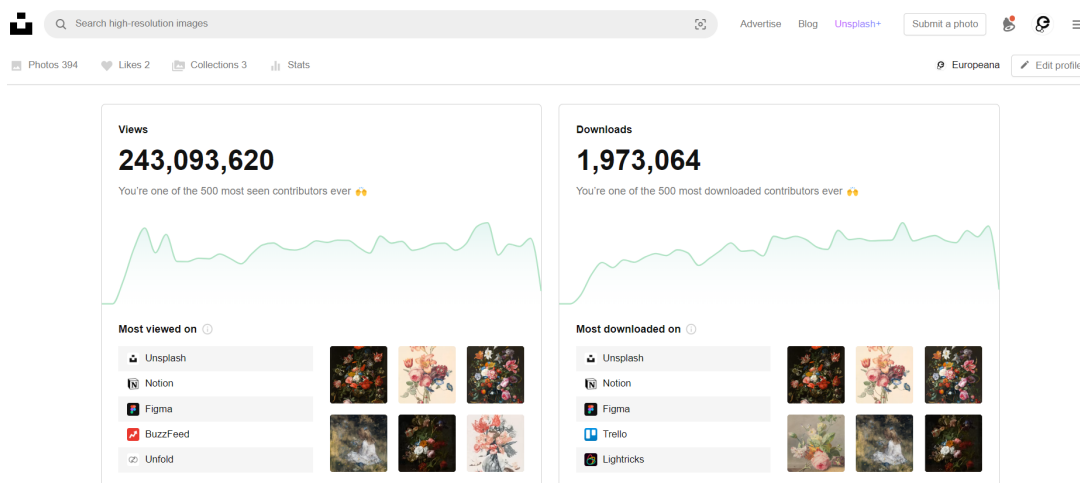 Search high-resolution images
Advertise Blog Unsplash+ Submit a photo
Photos 394 Likes 2 Collections 3 Stats Europeana Edit profile
Views
243,093,620
You're one of the 500 most seen contributors ever 🙌
Most viewed on
Unsplash
Notion
Figma
BuzzFeed
Unfold
Downloads
1,973,064
You're one of the 500 most downloaded contributors ever 🙌
Most downloaded on
Unsplash
Notion
Figma
Trello
Lightricks